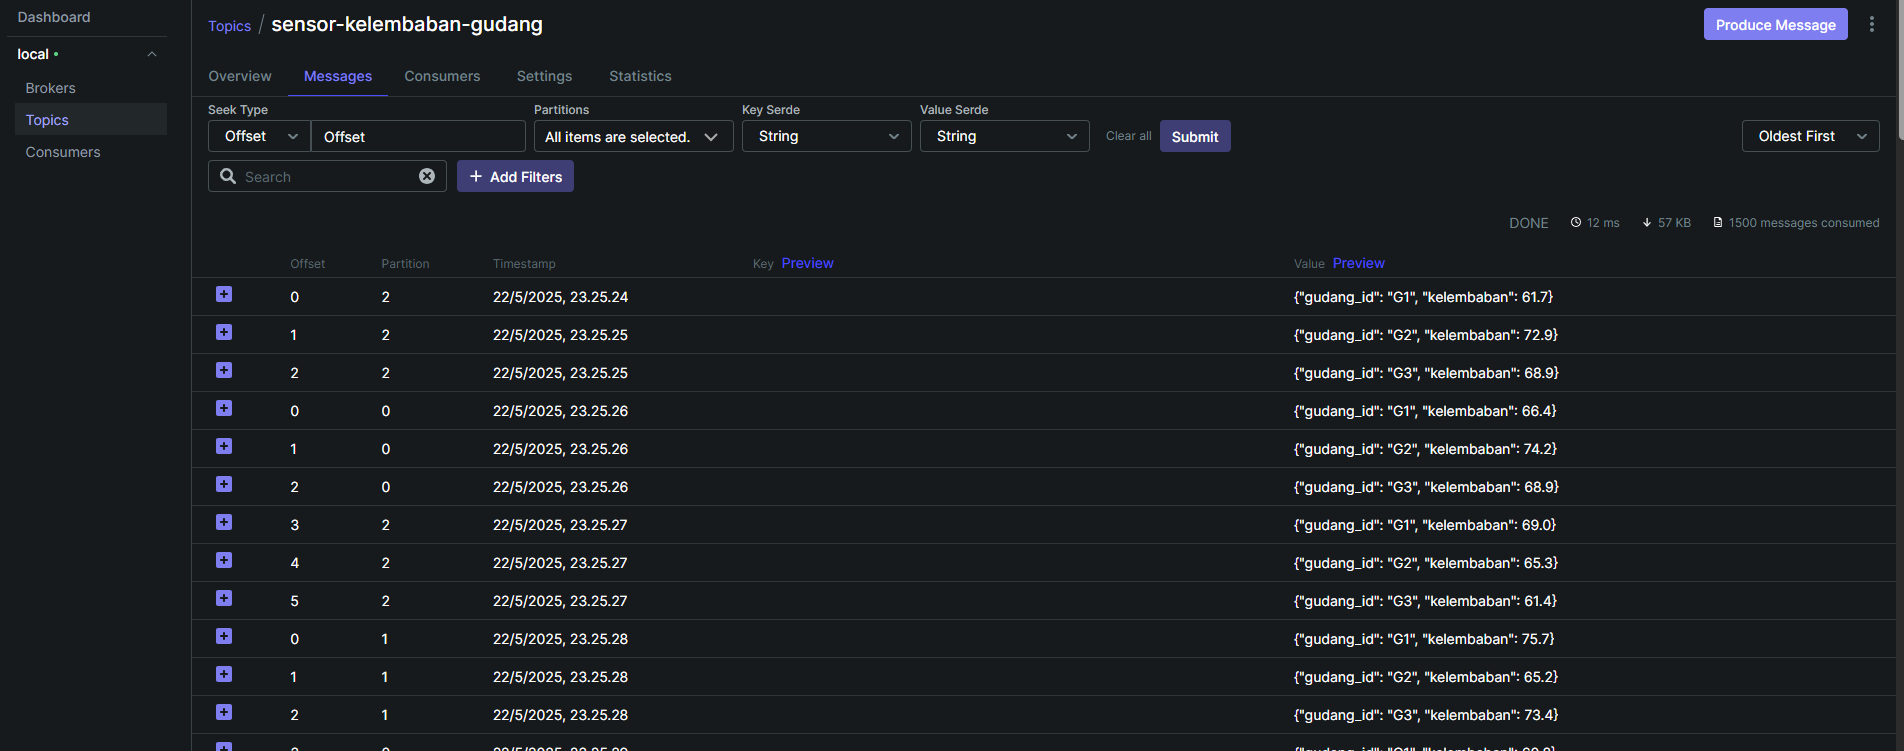 Dashboard
local
Brokers
Topics
Consumers
Topics / sensor-kelembaban-gudang
Produce Message
Overview Messages Consumers Settings Statistics
Seek Type Partitions Key Serde Value Serde
Offset Offset All items are selected. String String Clear all Submit Oldest First
Search Add Filters
DONE 12 ms 57 KB 1500 messages consumed
Offset Partition Timestamp Key Preview Value Preview
0 2 22/5/2025, 23.25.24 {"gudang_id": "G1", "kelembaban": 61.7}
1 2 22/5/2025, 23.25.25 {"gudang_id": "G2", "kelembaban": 72.9}
2 2 22/5/2025, 23.25.25 {"gudang_id": "G3", "kelembaban": 68.9}
0 0 22/5/2025, 23.25.26 {"gudang_id": "G1", "kelembaban": 66.4}
1 0 22/5/2025, 23.25.26 {"gudang_id": "G2", "kelembaban": 74.2}
2 0 22/5/2025, 23.25.26 {"gudang_id": "G3", "kelembaban": 68.9}
3 2 22/5/2025, 23.25.27 {"gudang_id": "G1", "kelembaban": 69.0}
4 2 22/5/2025, 23.25.27 {"gudang_id": "G2", "kelembaban": 65.3}
5 2 22/5/2025, 23.25.27 {"gudang_id": "G3", "kelembaban": 61.4}
0 1 22/5/2025, 23.25.28 {"gudang_id": "G1", "kelembaban": 75.7}
1 1 22/5/2025, 23.25.28 {"gudang_id": "G2", "kelembaban": 65.2}
2 1 22/5/2025, 23.25.28 {"gudang_id": "G3", "kelembaban": 73.4}